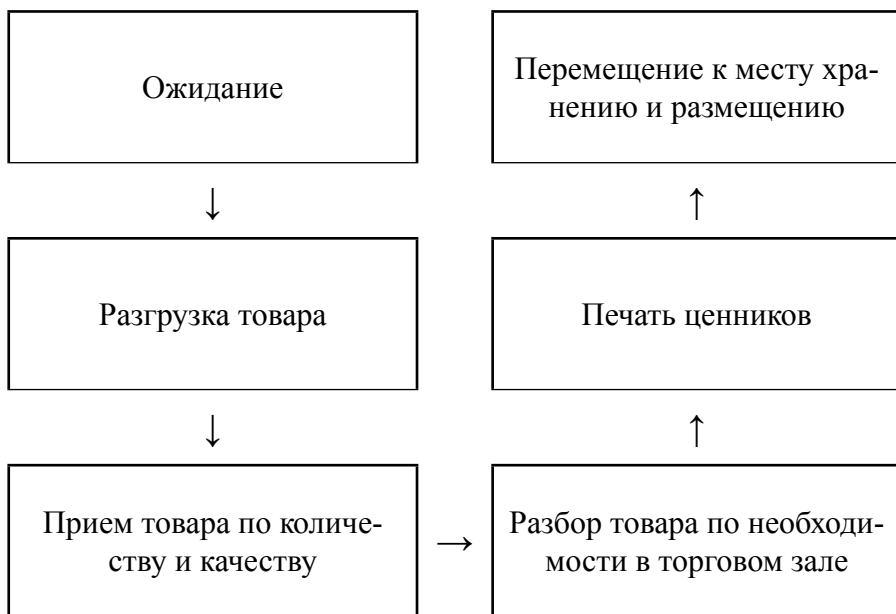 Ожидание
↓
Разгрузка товара
↓
Прием товара по количе-
ству и качеству
→
Разбор товара по необходи-
мости в торговом зале
↑
Печать ценников
↑
Перемещение к месту хра-
нению и размещению